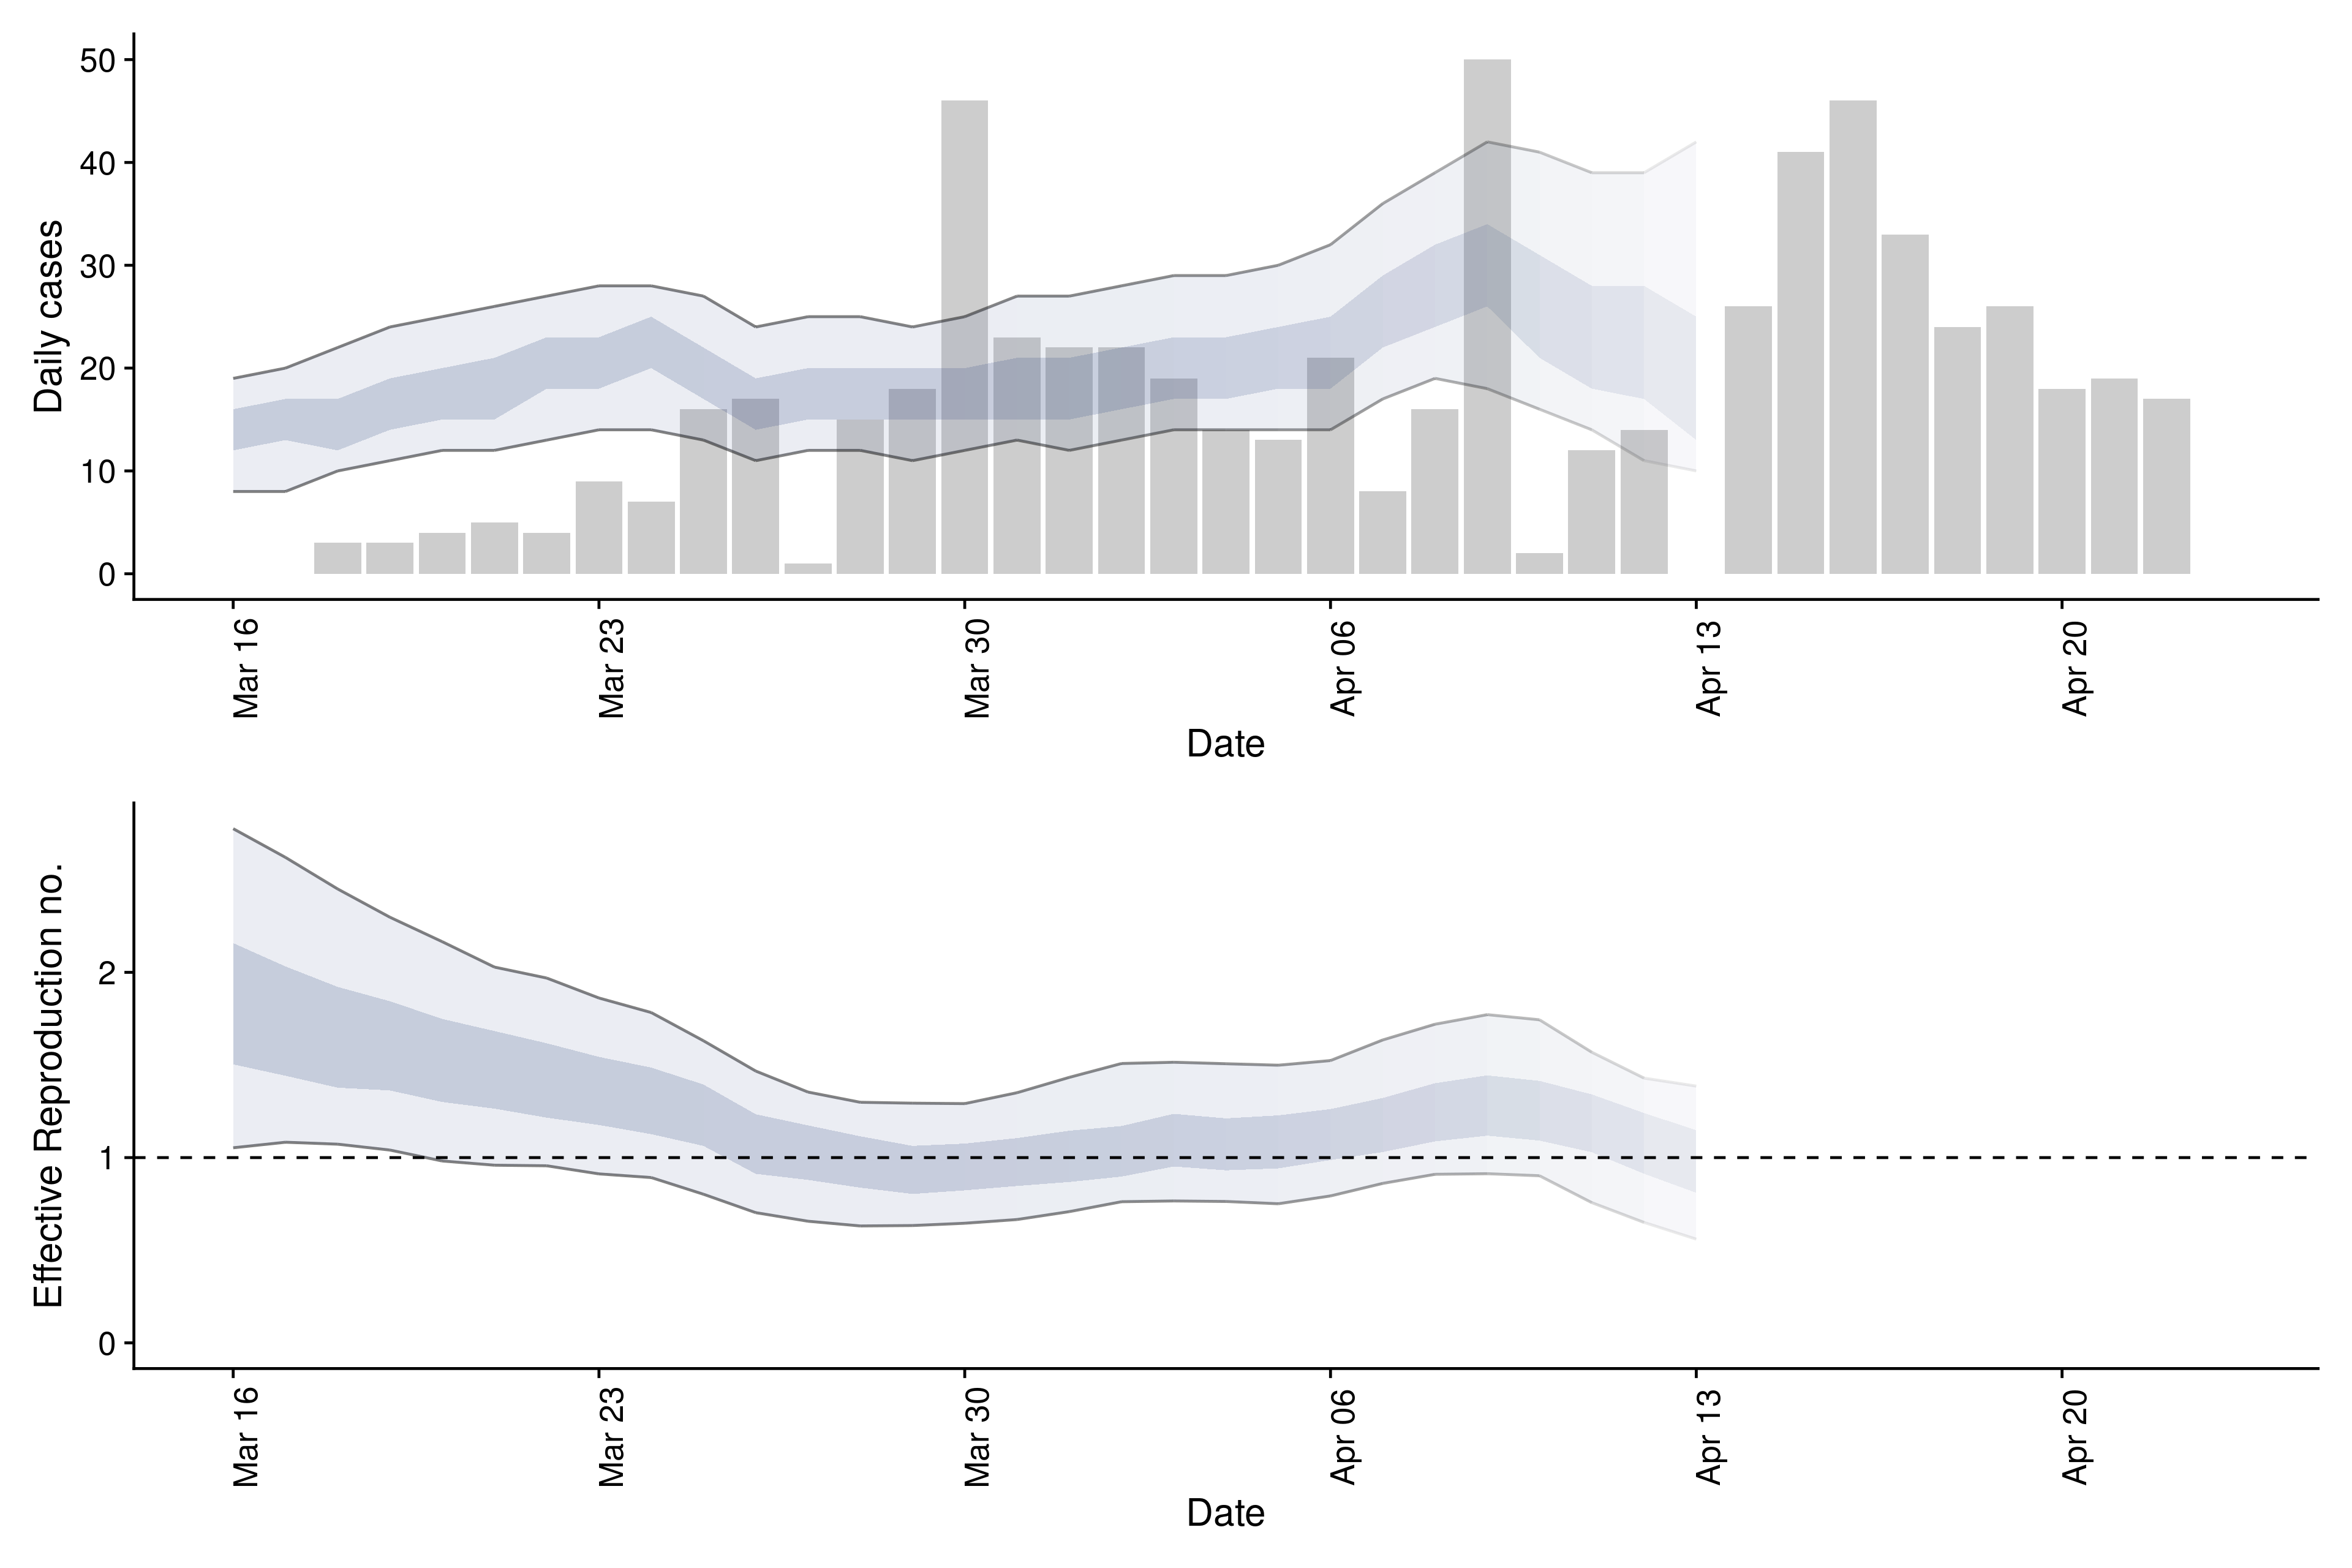 Daily cases
50
40
30
20
10
0
Mar 16
Mar 23
Mar 30
Apr 06
Apr 13
Apr 20
Date
Effective Reproduction no.
2
1
0
Mar 16
Mar 23
Mar 30
Apr 06
Apr 13
Apr 20
Date